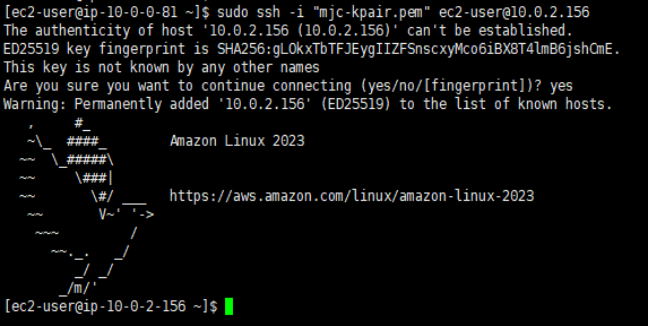 [ec2-user@ip-10-0-0-81 ~]$ sudo ssh -i "mjc-kpair.pem" ec2-user@10.0.2.156
The authenticity of host '10.0.2.156 (10.0.2.156)' can't be established.
ED25519 key fingerprint is SHA256:gLOkxTbTFJEygIIZFSnscxyMco6iBX8T4lmB6jshCmE.
This key is not known by any other names
Are you sure you want to continue connecting (yes/no/[fingerprint])? yes
Warning: Permanently added '10.0.2.156' (ED25519) to the list of known hosts.
   ,     #_
   ~\_  ####_        Amazon Linux 2023
  ~~  \_#####\
  ~~     \###|
  ~~       \#/ ___   https://aws.amazon.com/linux/amazon-linux-2023
   ~~       V~' '->
    ~~~         /
      ~~._.   _/
         _/ _/
       _/m/'
[ec2-user@ip-10-0-2-156 ~]$